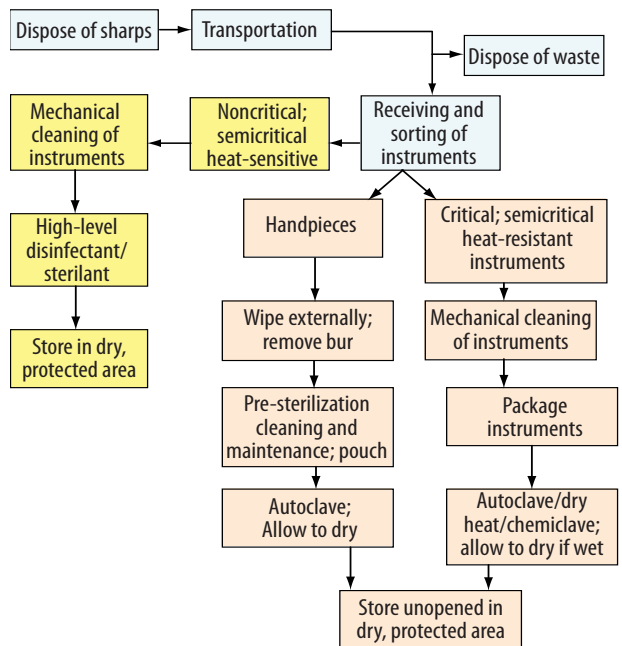 Dispose of sharps
Transportation
Dispose of waste
Mechanical
cleaning of
instruments
Noncritical;
semicritical
heat-sensitive
Receiving and
sorting of
instruments
High-level
disinfectant/
sterilant
Handpieces
Critical; semicritical
heat-resistant
instruments
Store in dry,
protected area
Wipe externally;
remove bur
Mechanical cleaning
of instruments
Pre-sterilization
cleaning and
maintenance; pouch
Package
instruments
Autoclave;
Allow to dry
Autoclave/dry
heat/chemiclave;
allow to dry if wet
Store unopened in
dry, protected area